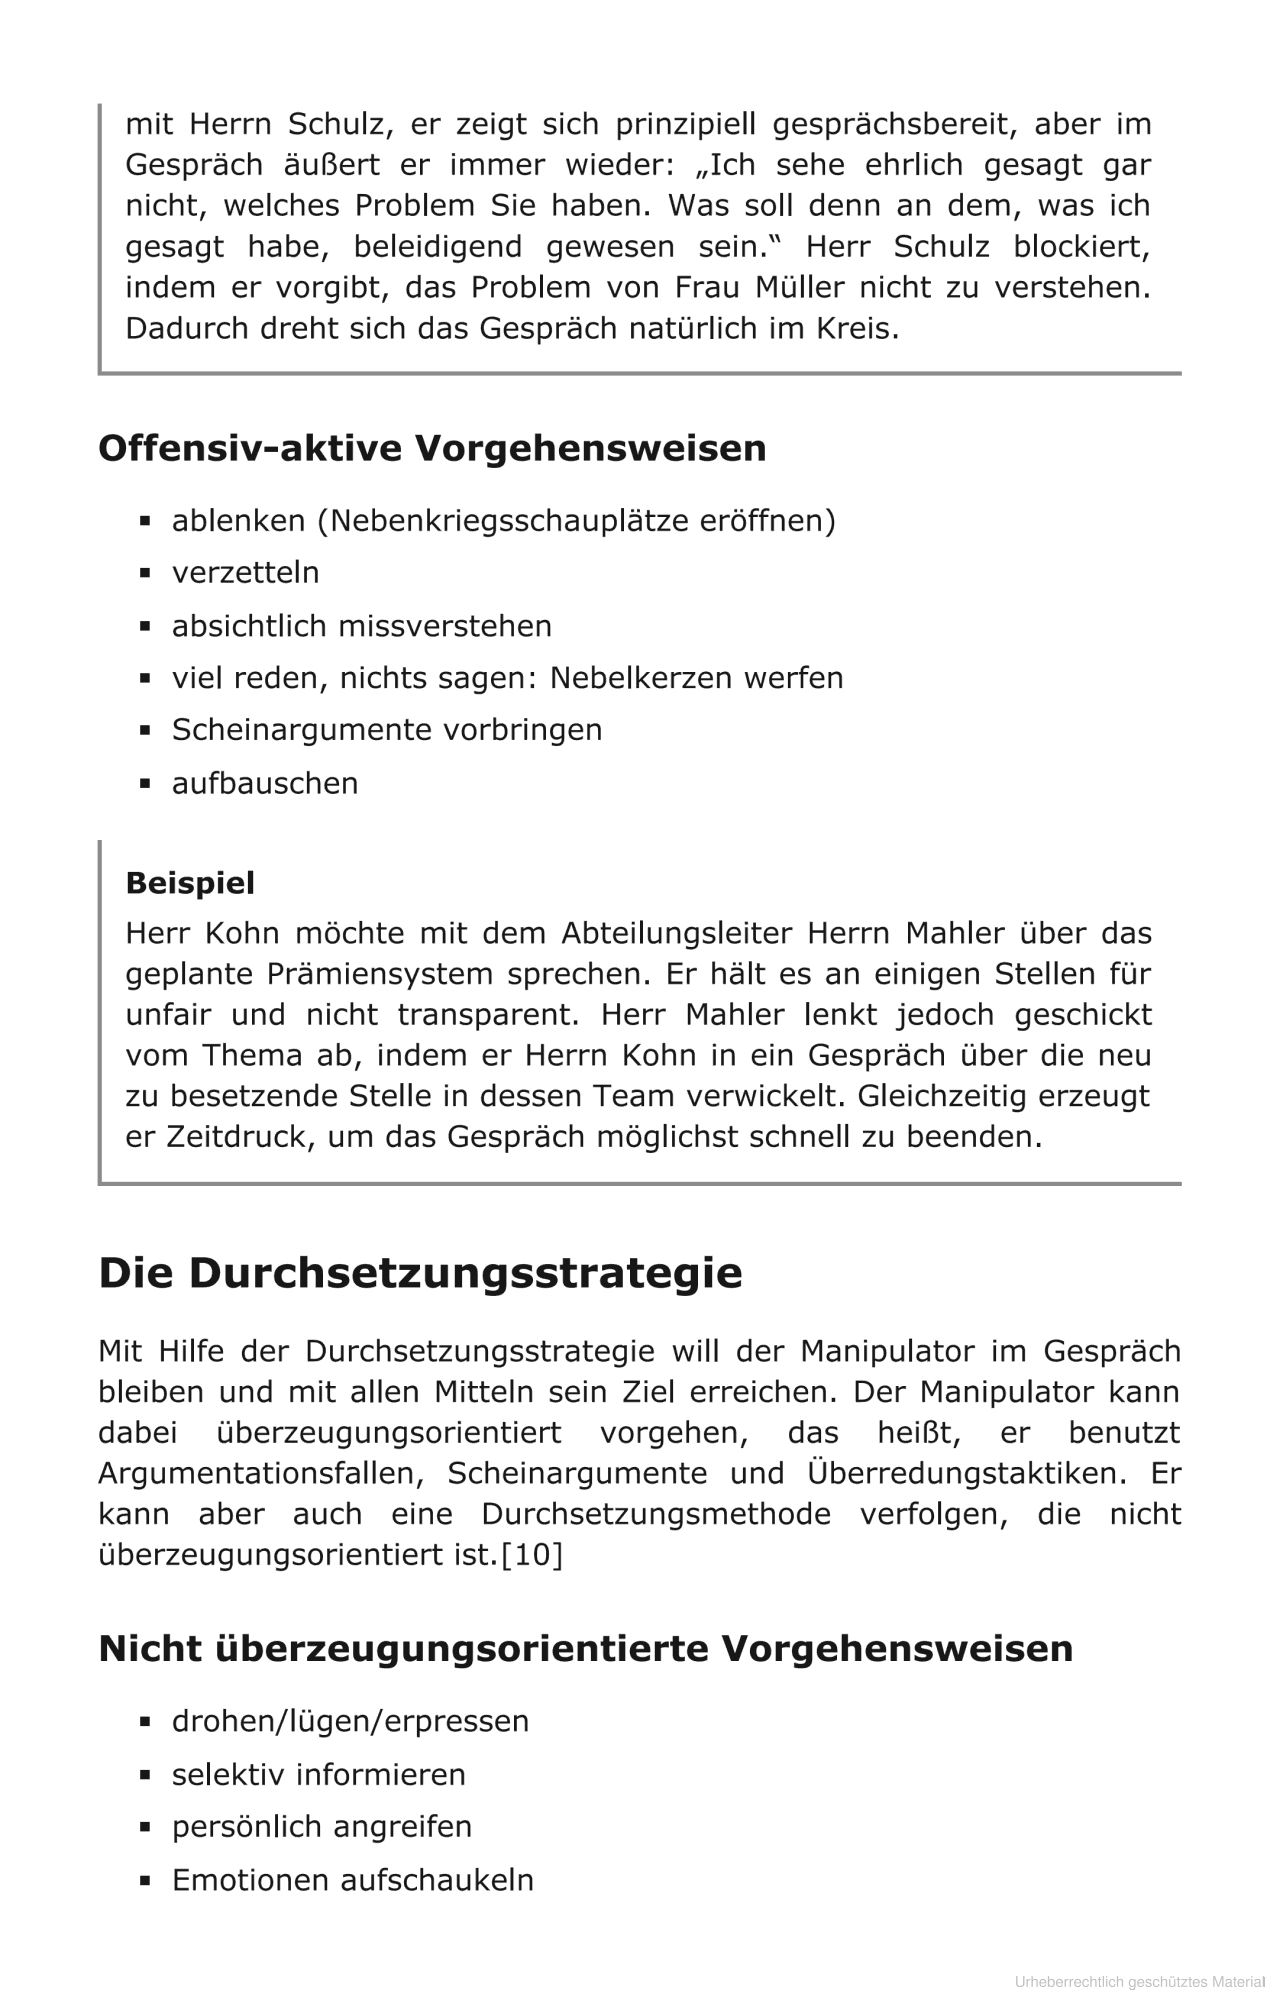 mit Herrn Schulz, er zeigt sich prinzipiell gesprächsbereit, aber im
Gespräch äußert er immer wieder: „Ich sehe ehrlich gesagt gar
nicht, welches Problem Sie haben. Was soll denn an dem, was ich
gesagt habe, beleidigend gewesen sein.“ Herr Schulz blockiert,
indem er vorgibt, das Problem von Frau Müller nicht zu verstehen.
Dadurch dreht sich das Gespräch natürlich im Kreis.
Offensiv-aktive Vorgehensweisen
▪ ablenken (Nebenkriegsschauplätze eröffnen)
▪ verzetteln
▪ absichtlich missverstehen
▪ viel reden, nichts sagen: Nebelkerzen werfen
▪ Scheinargumente vorbringen
▪ aufbauschen
Beispiel
Herr Kohn möchte mit dem Abteilungsleiter Herrn Mahler über das
geplante Prämiensystem sprechen. Er hält es an einigen Stellen für
unfair und nicht transparent. Herr Mahler lenkt jedoch geschickt
vom Thema ab, indem er Herrn Kohn in ein Gespräch über die neu
zu besetzende Stelle in dessen Team verwickelt. Gleichzeitig erzeugt
er Zeitdruck, um das Gespräch möglichst schnell zu beenden.
Die Durchsetzungsstrategie
Mit Hilfe der Durchsetzungsstrategie will der Manipulator im Gespräch
bleiben und mit allen Mitteln sein Ziel erreichen. Der Manipulator kann
dabei überzeugungsorientiert vorgehen, das heißt, er benutzt
Argumentationsfallen, Scheinargumente und Überredungstaktiken. Er
kann aber auch eine Durchsetzungsmethode verfolgen, die nicht
überzeugungsorientiert ist.[10]
Nicht überzeugungsorientierte Vorgehensweisen
▪ drohen/lügen/erpressen
▪ selektiv informieren
▪ persönlich angreifen
▪ Emotionen aufschaukeln
Urheberrechtlich geschütztes Material